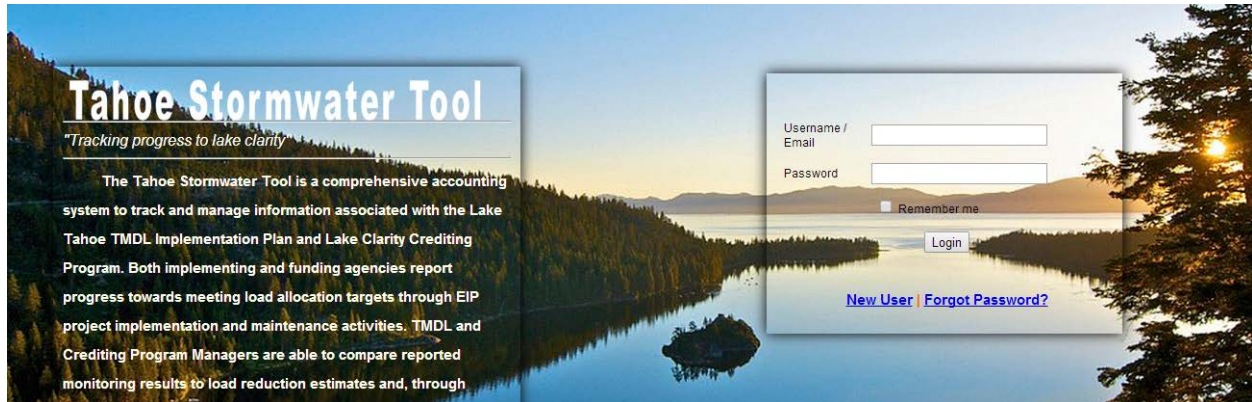 Tahoe Stormwater Tool
"Tracking progress to lake clarity"
The Tahoe Stormwater Tool is a comprehensive accounting
system to track and manage information associated with the Lake
Tahoe TMDL Implementation Plan and Lake Clarity Crediting
Program. Both implementing and funding agencies report
progress towards meeting load allocation targets through EIP
project implementation and maintenance activities. TMDL and
Crediting Program Managers are able to compare reported
monitoring results to load reduction estimates and, through
Username /
Email
Password
Remember me
Login
New User | Forgot Password?